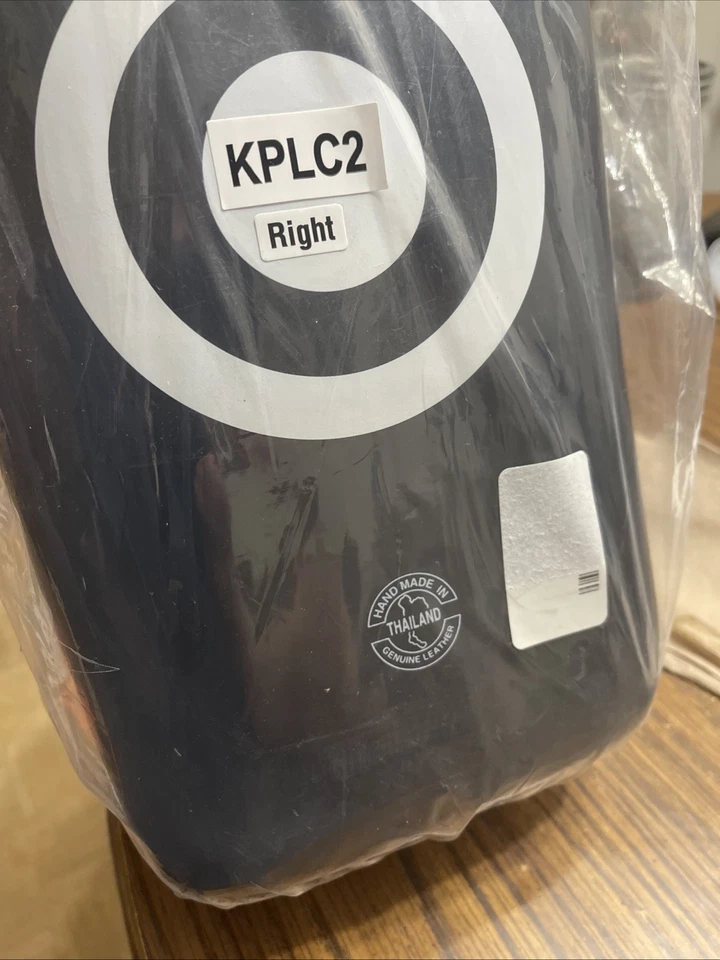 KPLC2
Right
HAND MADE IN
THAILAND
GENUINE LEATHER